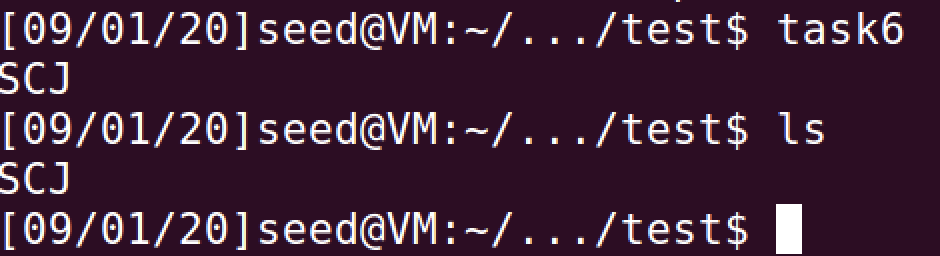 [09/01/20]seed@VM:~/.../test$ task6
SCJ
[09/01/20]seed@VM:~/.../test$ ls
SCJ
[09/01/20]seed@VM:~/.../test$